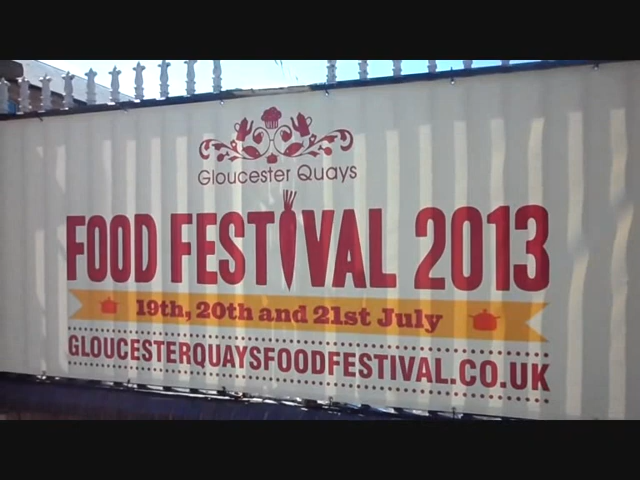 Gloucester Quays
FOOD FESTIVAL 2013
19th, 20th and 21st July
GLOUCESTERQUAYSFOODFESTIVAL.CO.UK